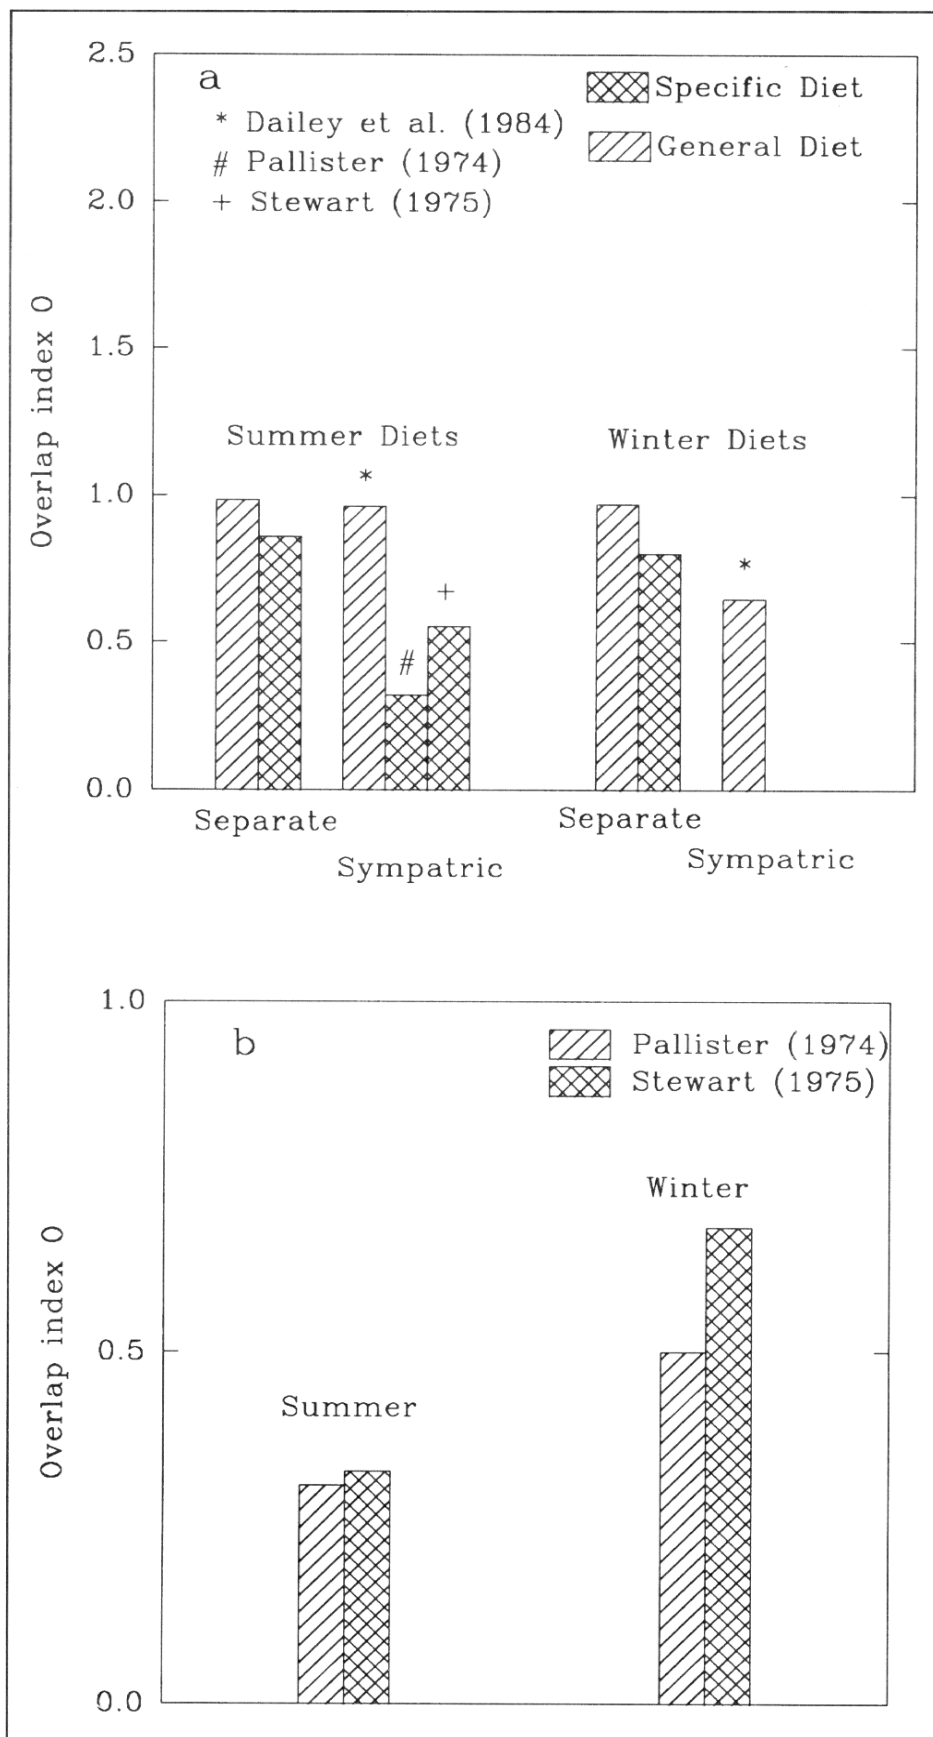 2.5
a
Specific Diet
* Dailey et al. (1984)
General Diet
# Pallister (1974)
+ Stewart (1975)
2.0
1.5
Overlap index O
Summer Diets
Winter Diets
*
1.0
*
+
0.5
#
0.0
Separate
Separate
Sympatric
Sympatric
1.0
b
Pallister (1974)
Stewart (1975)
Winter
Overlap index O
0.5
Summer
0.0